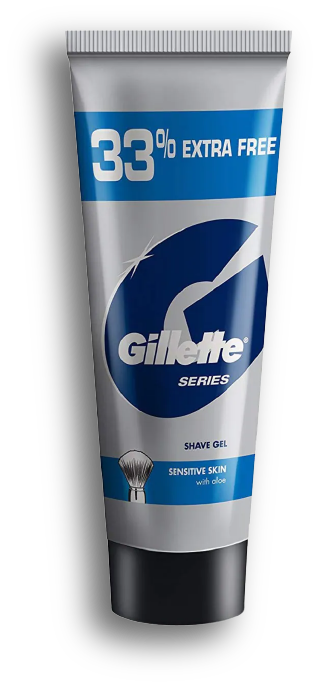 33% EXTRA FREE
Gillette®
SERIES
SHAVE GEL
SENSITIVE SKIN
with aloe